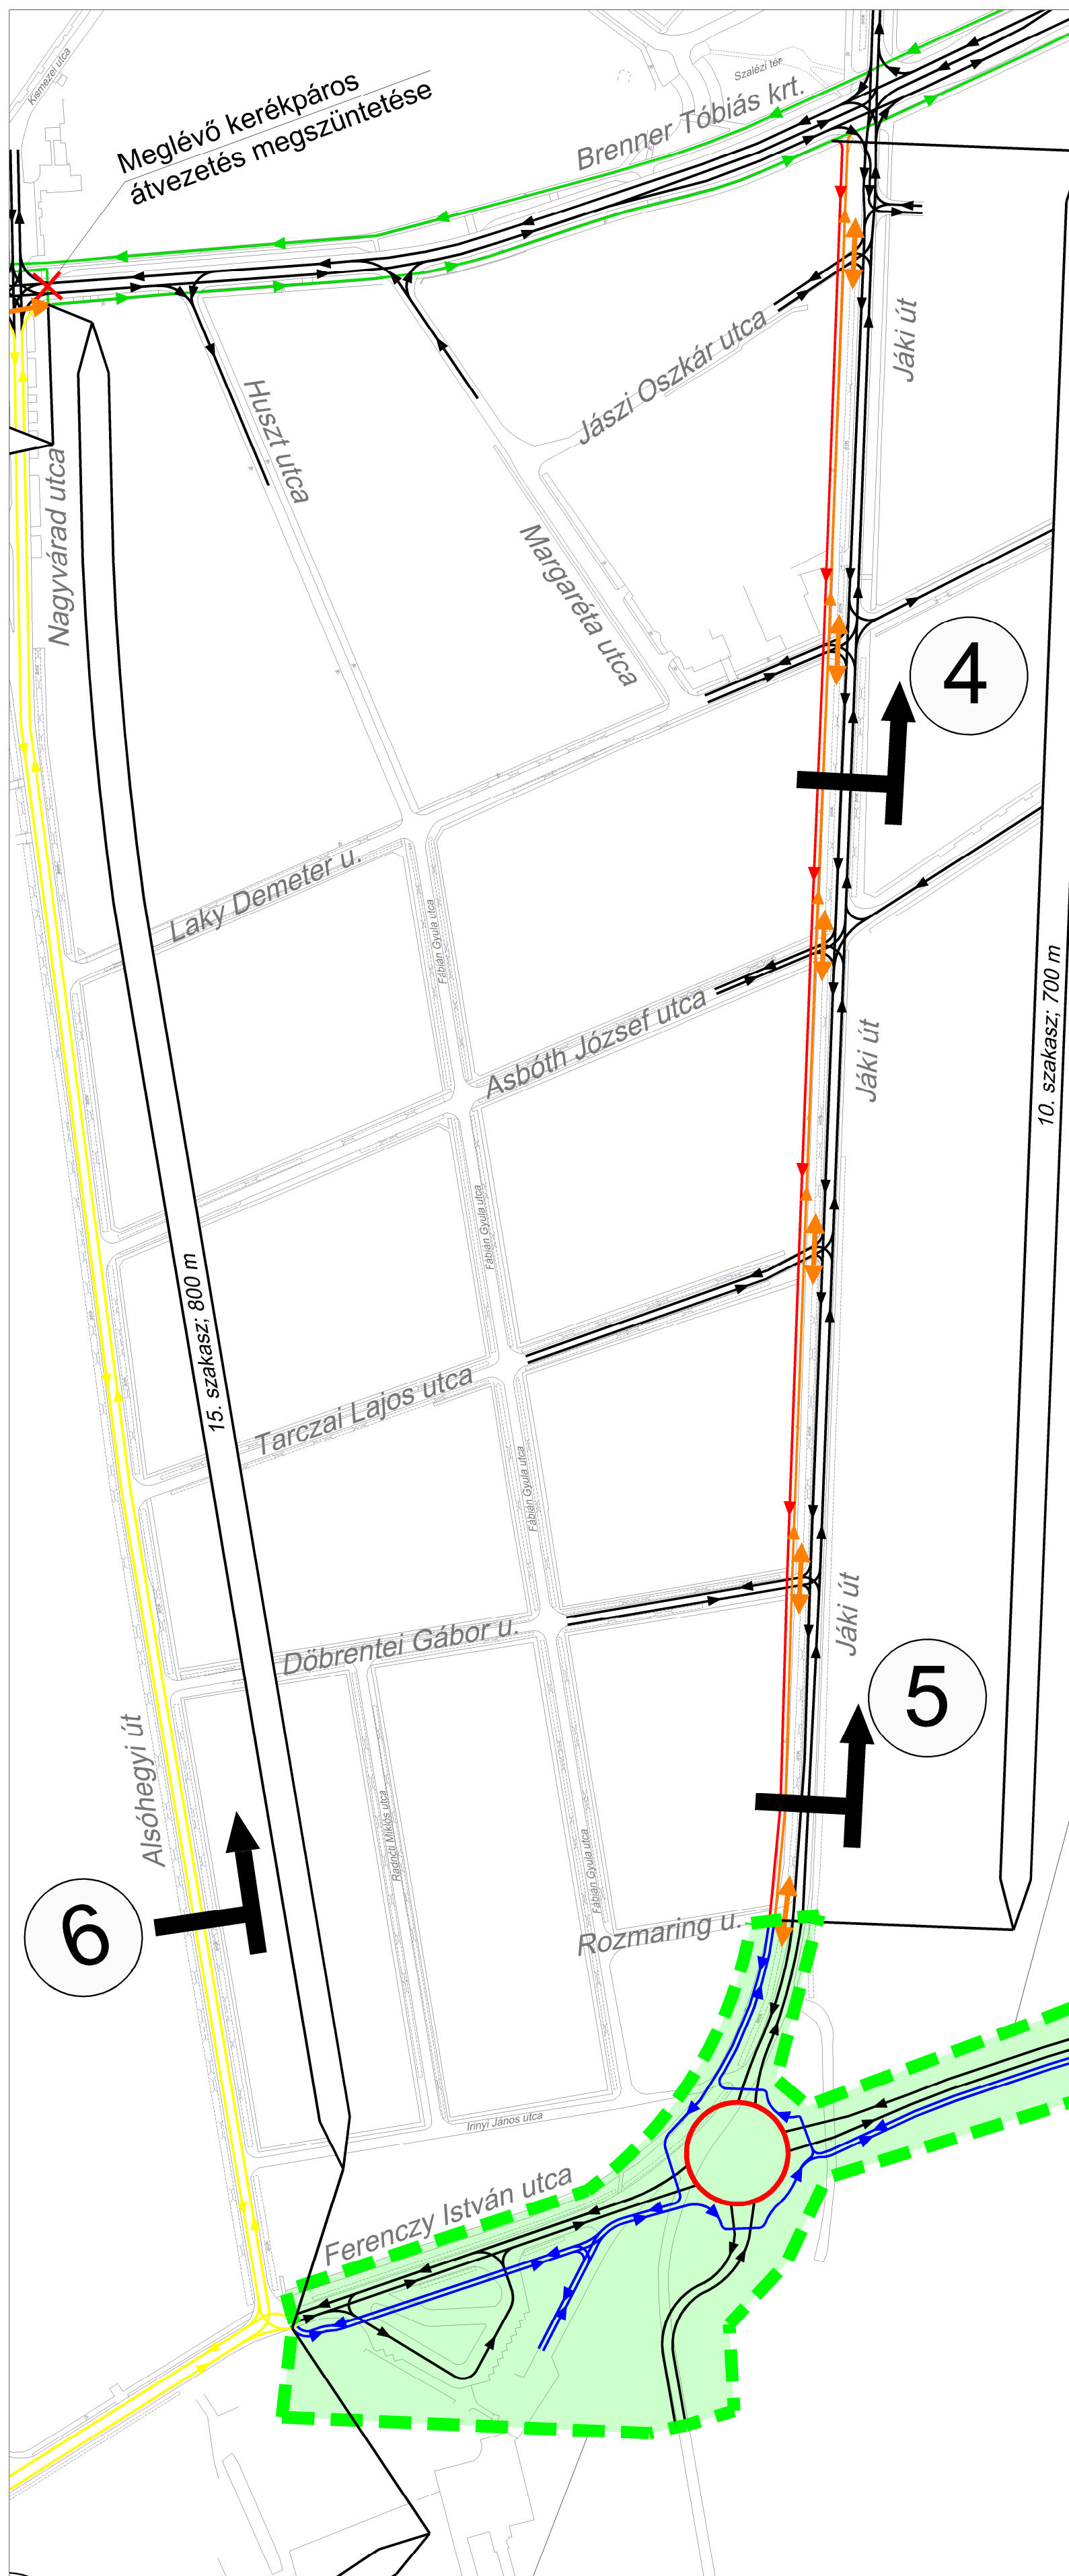 Kismezei utca
Meglévő kerékpáros
átvezetés megszüntetése
Szalézi tér
Brenner Tóbiás krt.
Jáki út
Jászi Oszkár utca
Huszt utca
Nagyvárad utca
Margaréta utca
4
Laky Demeter u.
Fábián Gyula utca
Asbóth József utca
10. szakasz; 700 m
Jáki út
Fábián Gyula utca
15. szakasz; 800 m
Tarczai Lajos utca
Fábián Gyula utca
Jáki út
Döbrentei Gábor u.
5
Alsóhegyi út
Radnóti Miklós utca
Fábián Gyula utca
6
Rozmaring u.
Irinyi János utca
Ferenczy István utca